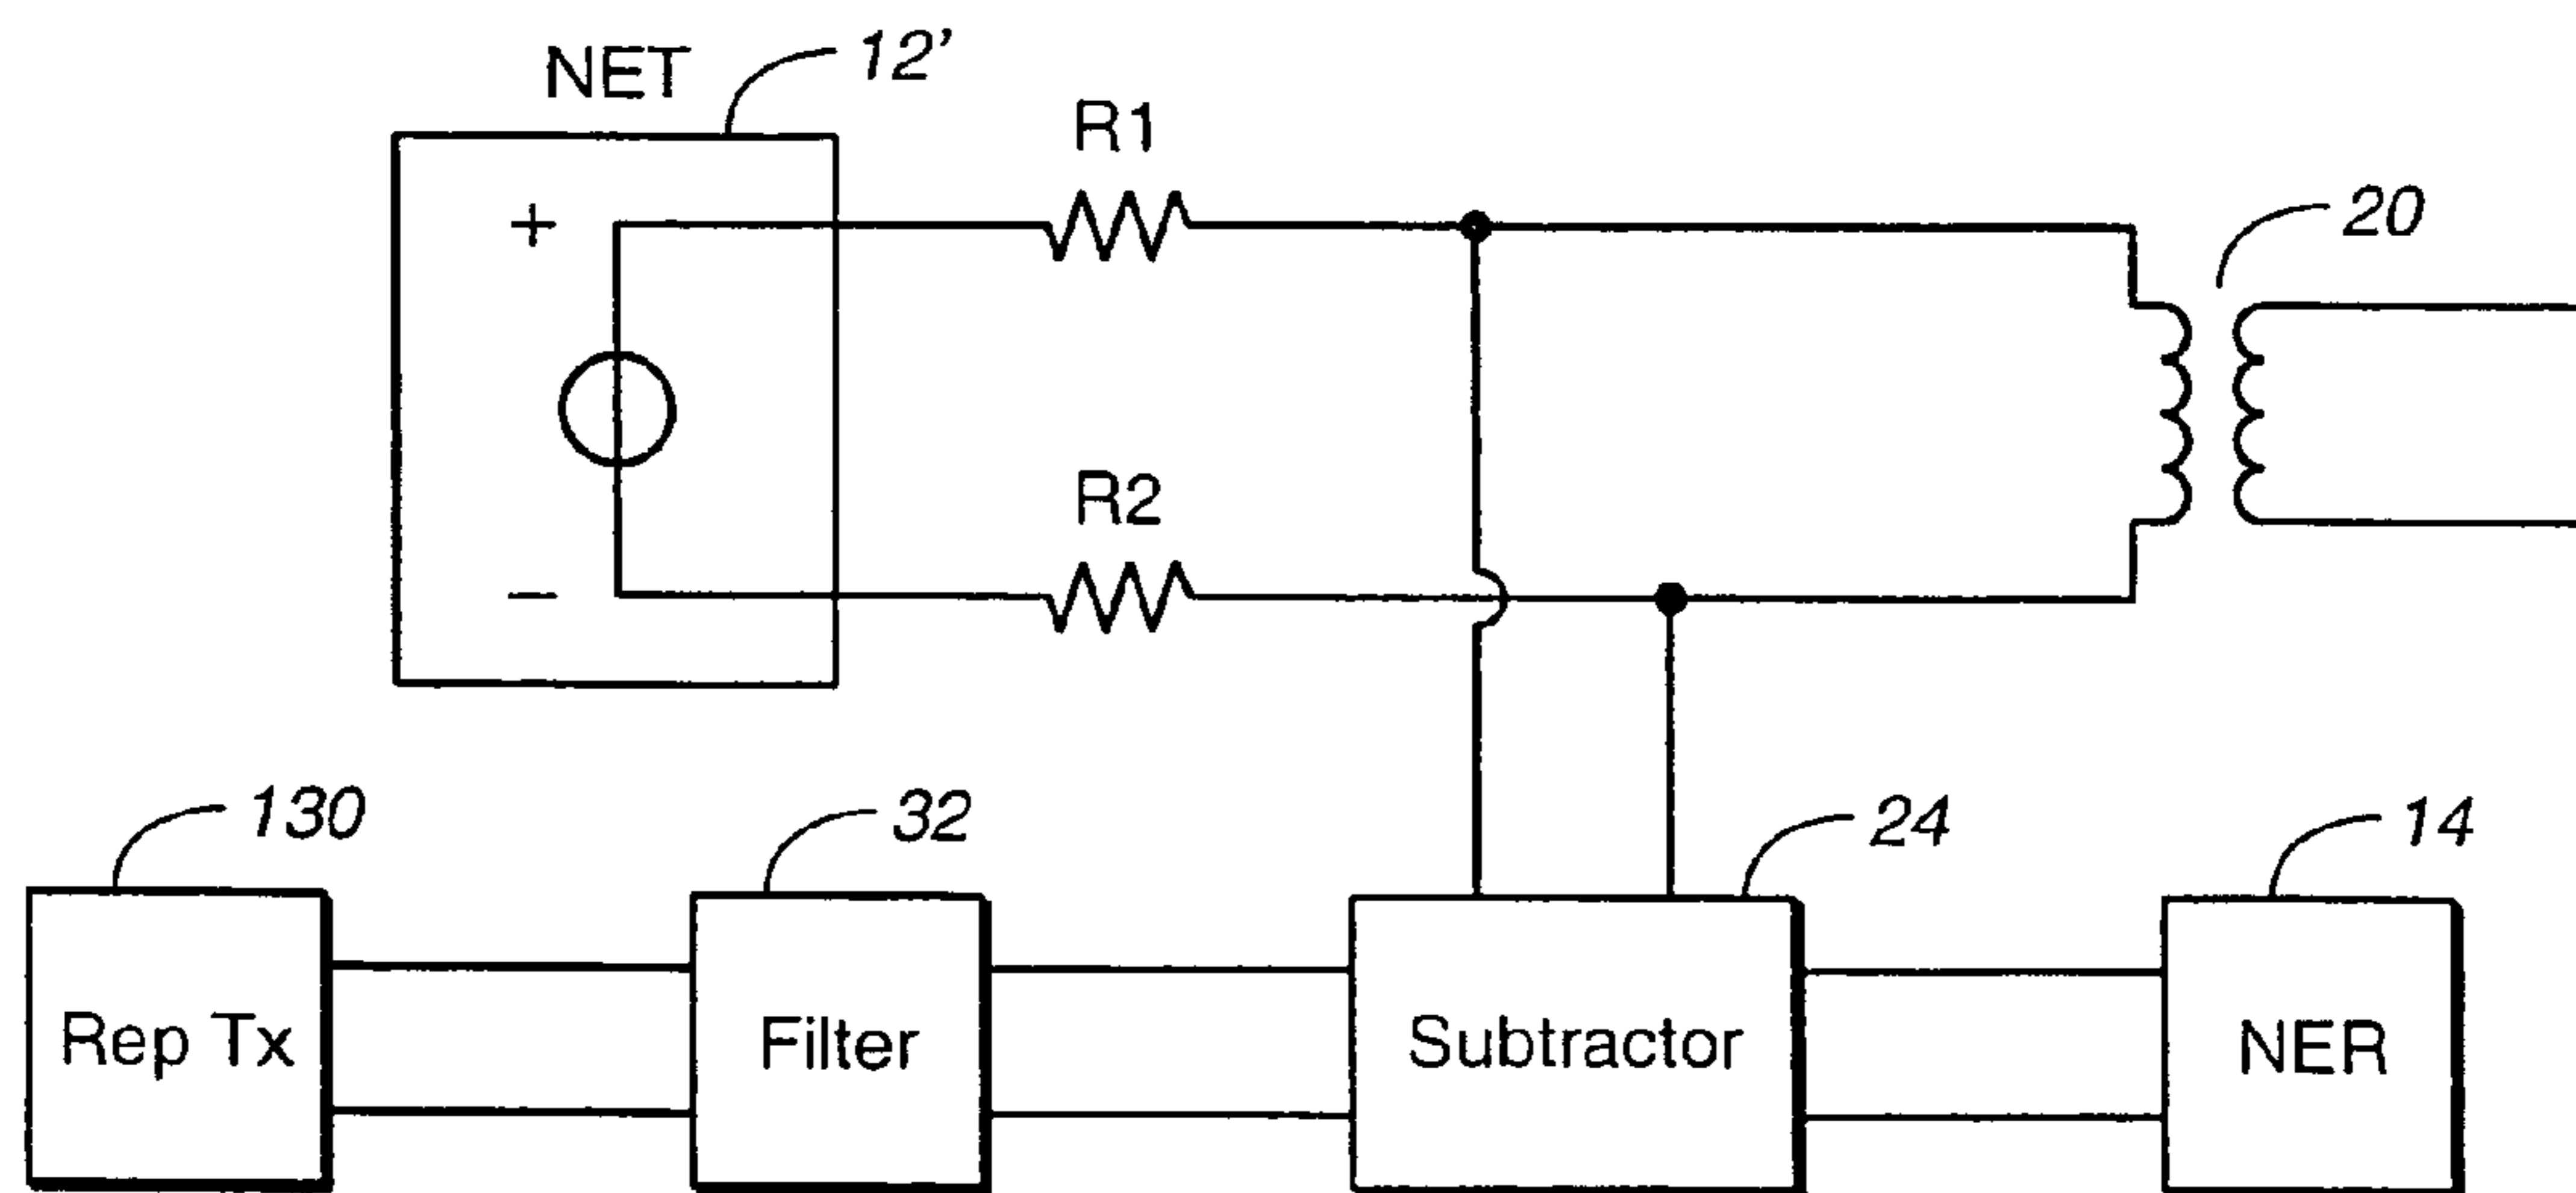 NET
12'
R1
+
20
R2
−
130
32
24
14
Rep Tx
Filter
Subtractor
NER